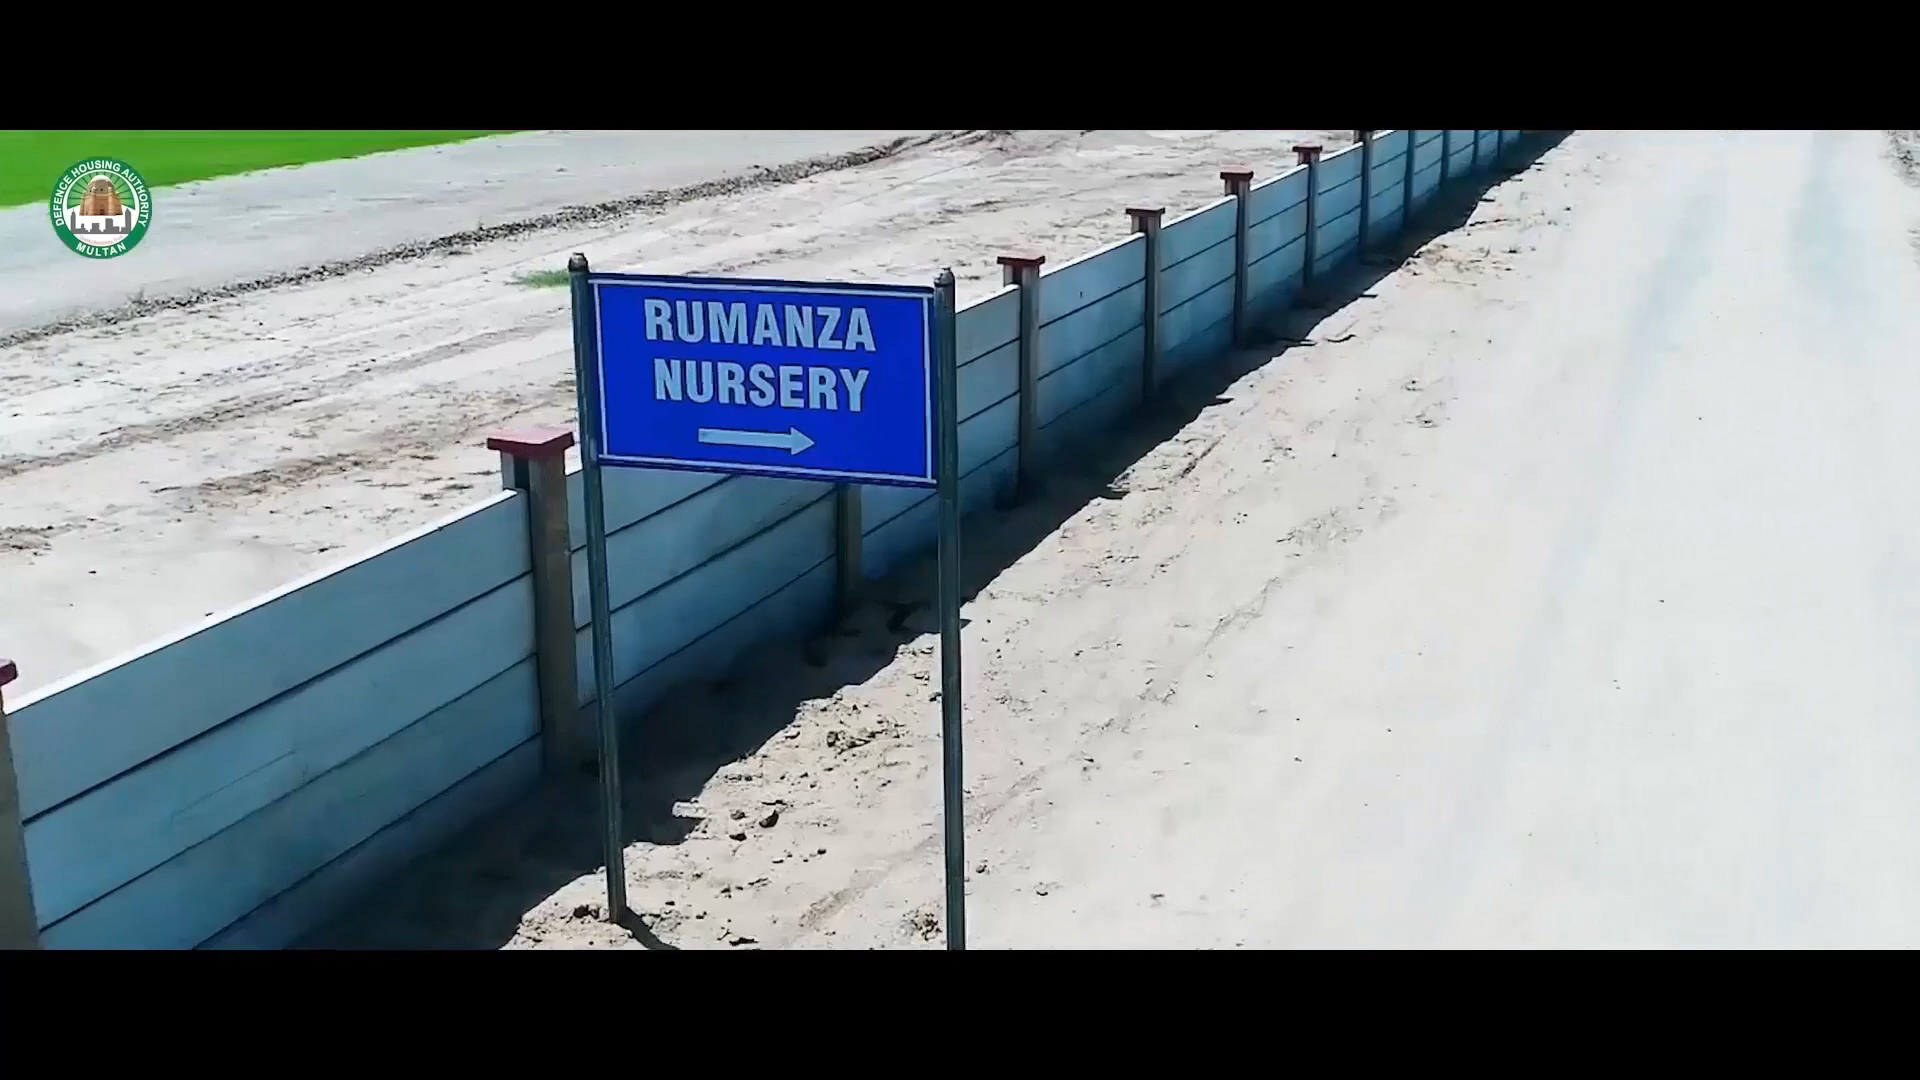 DEFENCE HOUSING AUTHORITY
MULTAN
RUMANZA
NURSERY